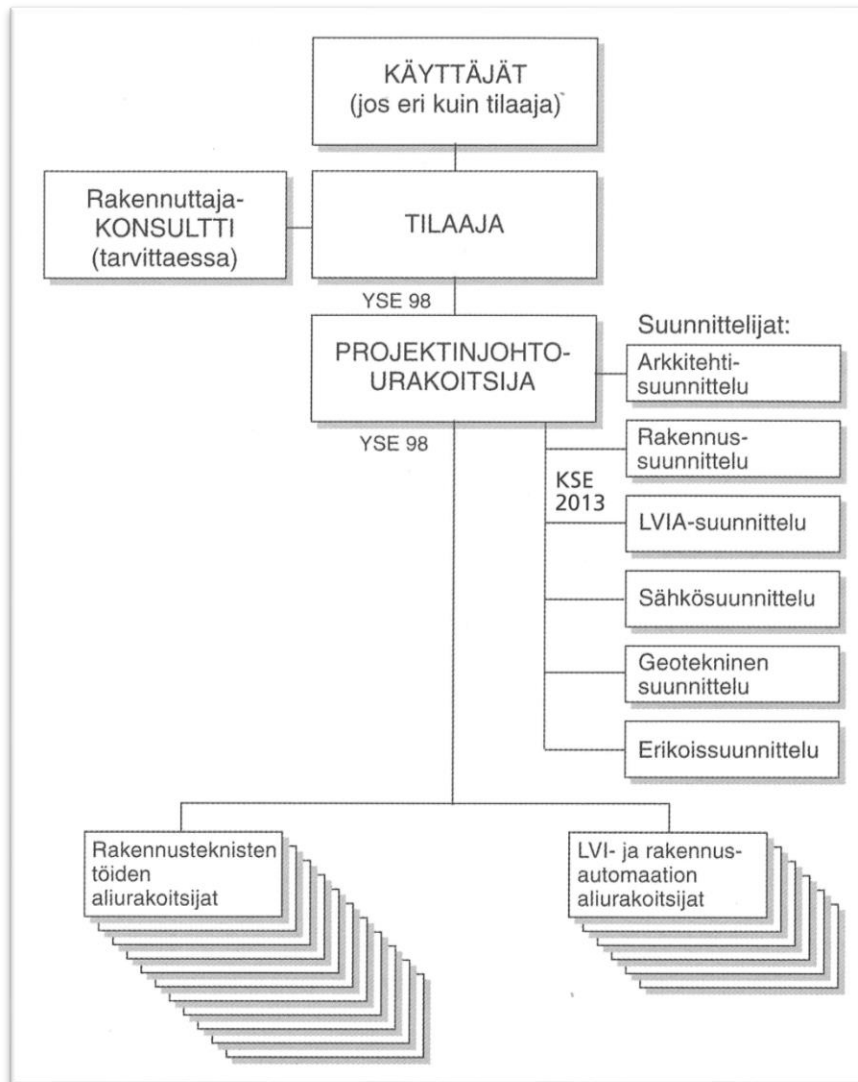 KÄYTTÄJÄT
(jos eri kuin tilaaja)
Rakennuttaja-
KONSULTTI
(tarvittaessa)
TILAAJA
YSE 98
PROJEKTINJOHTO-
URAKOITSIJA
YSE 98
Suunnittelijat:
Arkkitehti-
suunnittelu
Rakennus-
suunnittelu
KSE
2013
LVIA-suunnittelu
Sähkösuunnittelu
Geotekninen
suunnittelu
Erikoissuunnittelu
Rakennusteknisten
töiden
aliurakoitsijat
LVI- ja rakennus-
automaation
aliurakoitsijat